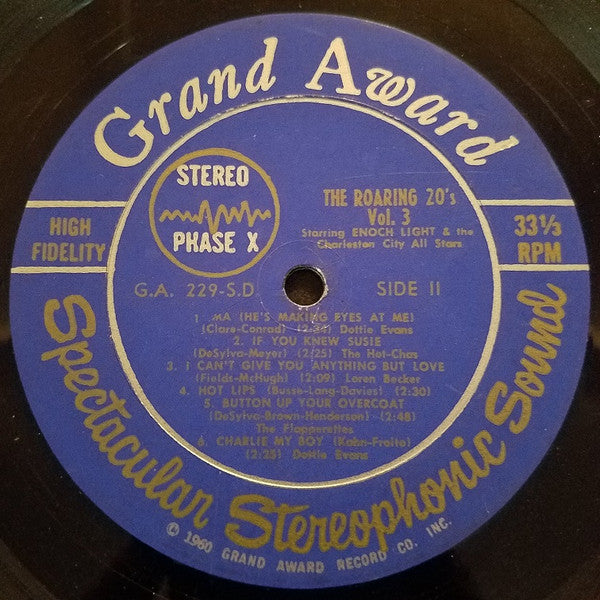 Grand Award
STEREO
PHASE X
THE ROARING 20's
Vol. 3
Starring ENOCH LIGHT & the
Charleston City All Stars
HIGH
FIDELITY
33⅓
RPM
G.A. 229-S.D.
SIDE II
1. MA (HE'S MAKING EYES AT ME)
(Clare-Conrad) (2:34) Dottie Evans
2. IF YOU KNEW SUSIE
(DeSylva-Meyer) (2:25) The Hot-Chas
3. I CAN'T GIVE YOU ANYTHING BUT LOVE
(Fields-McHugh) (2:09) Loren Becker
4. HOT LIPS (Busse-Lang-Davies) (2:30)
5. BUTTON UP YOUR OVERCOAT
(DeSylva-Brown-Henderson) (2:48)
The Flapperettes
6. CHARLIE MY BOY (Kahn-Fraito)
(2:25) Dottie Evans
Spectacular Stereophonic Sound
© 1960 GRAND AWARD RECORD CO. INC.